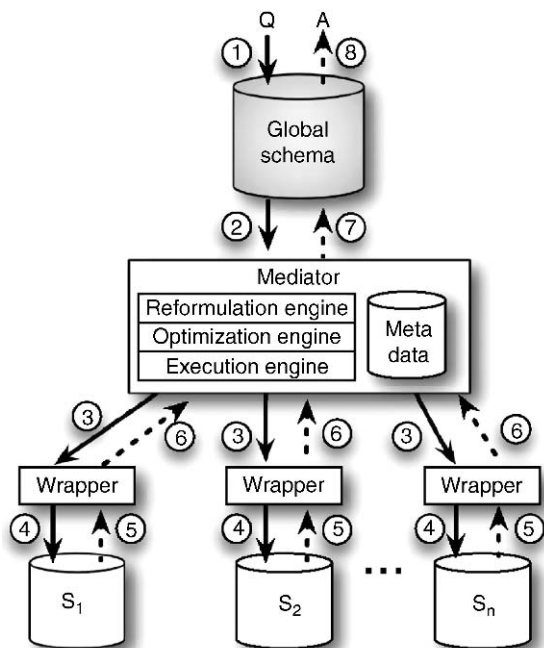 Q A
1 8
Global
schema
2 7
Mediator
Reformulation engine
Optimization engine
Execution engine
Meta
data
3 6 3 6 3 6
Wrapper Wrapper Wrapper
4 5 4 5 4 5
S1 S2 ... Sn